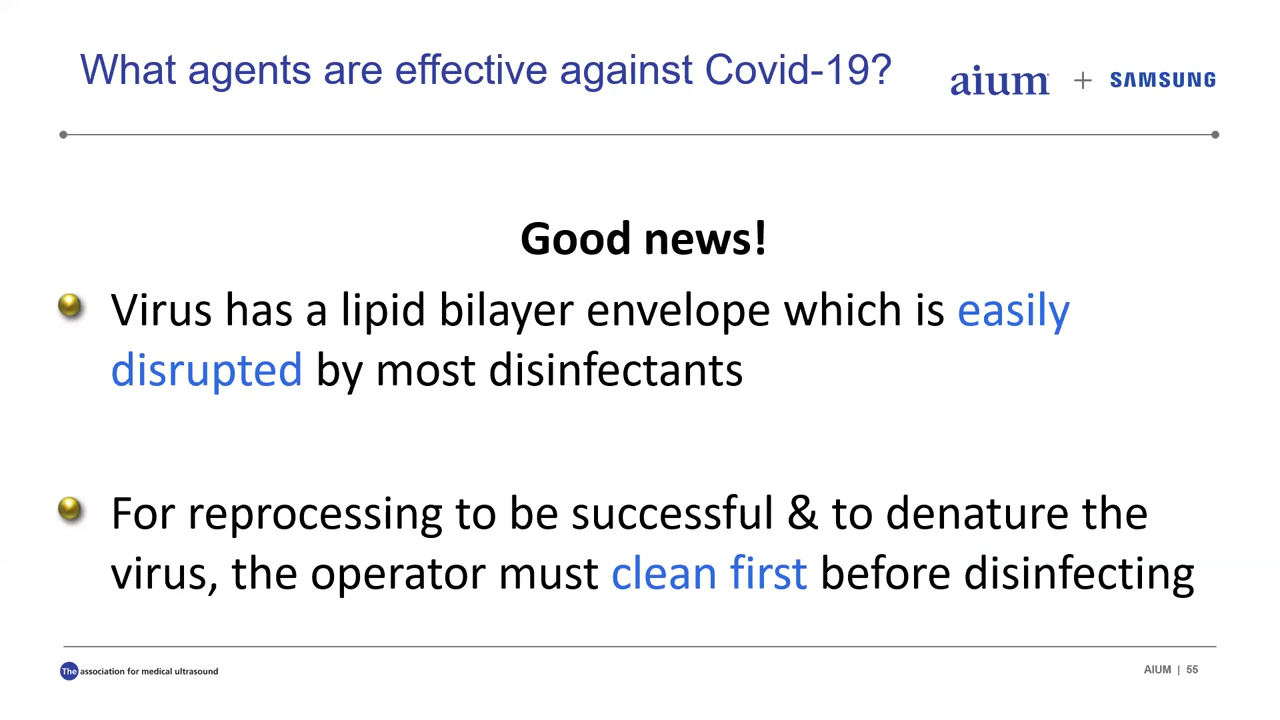 What agents are effective against Covid-19?
aium + SAMSUNG
Good news!
Virus has a lipid bilayer envelope which is easily
disrupted by most disinfectants
For reprocessing to be successful & to denature the
virus, the operator must clean first before disinfecting
The association for medical ultrasound
AIUM | 55